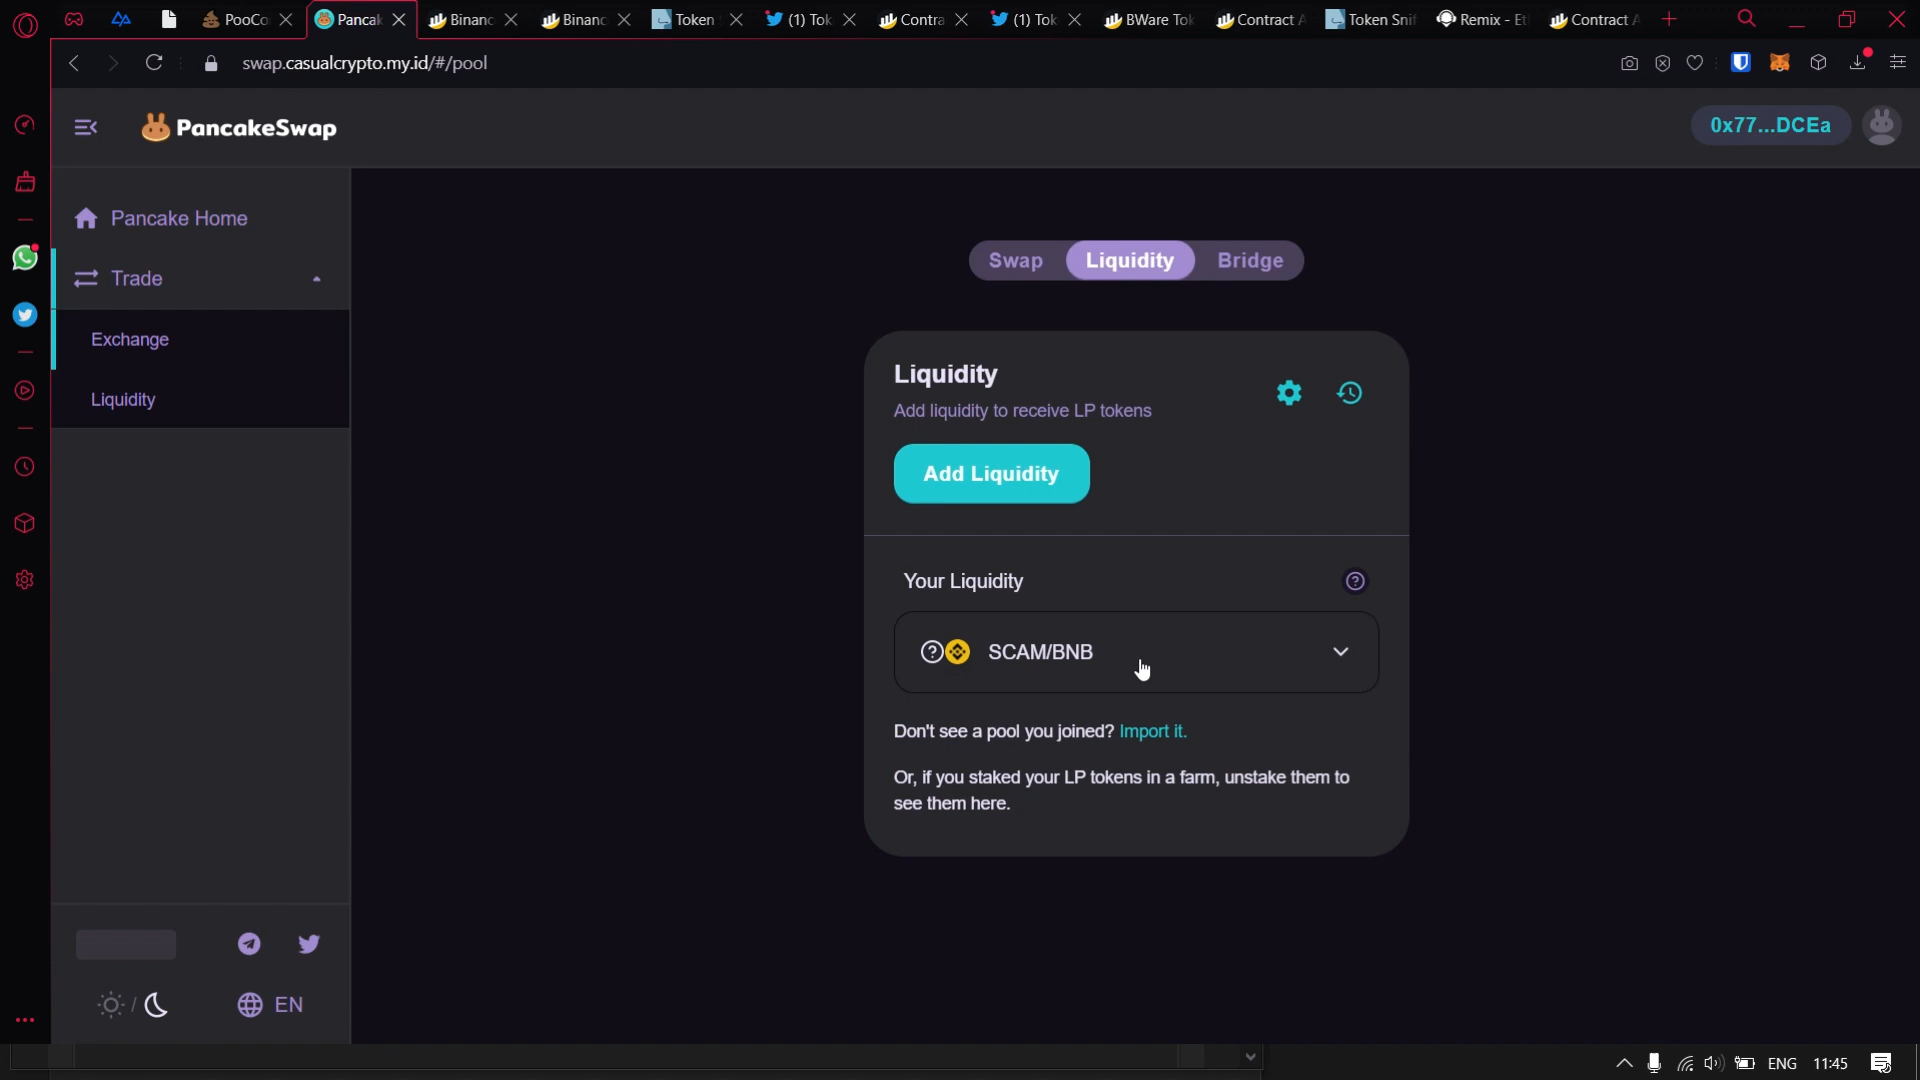 PooCo
Pancak
Binanc
Binanc
Token
(1) Tok
Contra
(1) Tok
BWare Tok
Contract A
Token Snif
Remix - Et
Contract A
swap.casualcrypto.my.id/#/pool
PancakeSwap
0x77...DCEa
Pancake Home
Trade
Exchange
Liquidity
Swap
Liquidity
Bridge
Liquidity
Add liquidity to receive LP tokens
Add Liquidity
Your Liquidity
SCAM/BNB
Don't see a pool you joined? Import it.
Or, if you staked your LP tokens in a farm, unstake them to
see them here.
/
EN
ENG
11:45